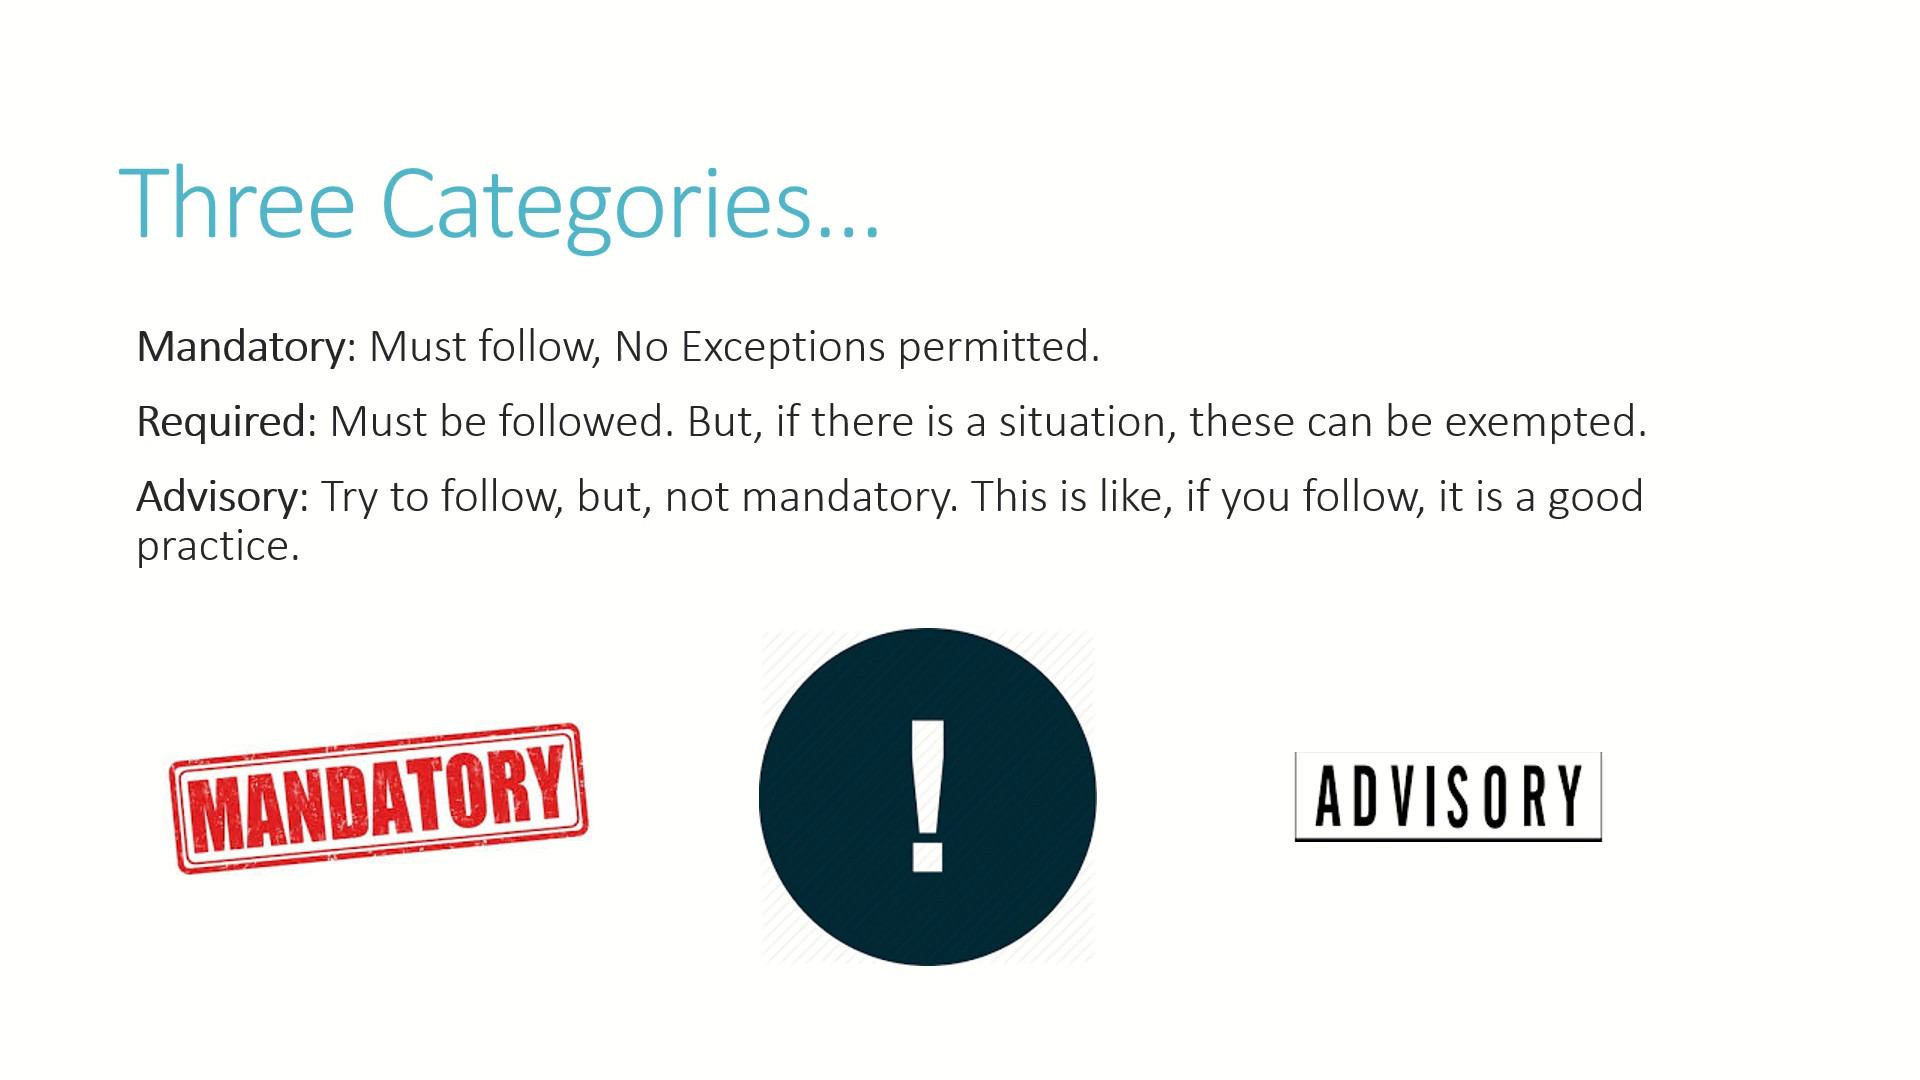 Three Categories...
Mandatory: Must follow, No Exceptions permitted.
Required: Must be followed. But, if there is a situation, these can be exempted.
Advisory: Try to follow, but, not mandatory. This is like, if you follow, it is a good
practice.
MANDATORY
!
ADVISORY